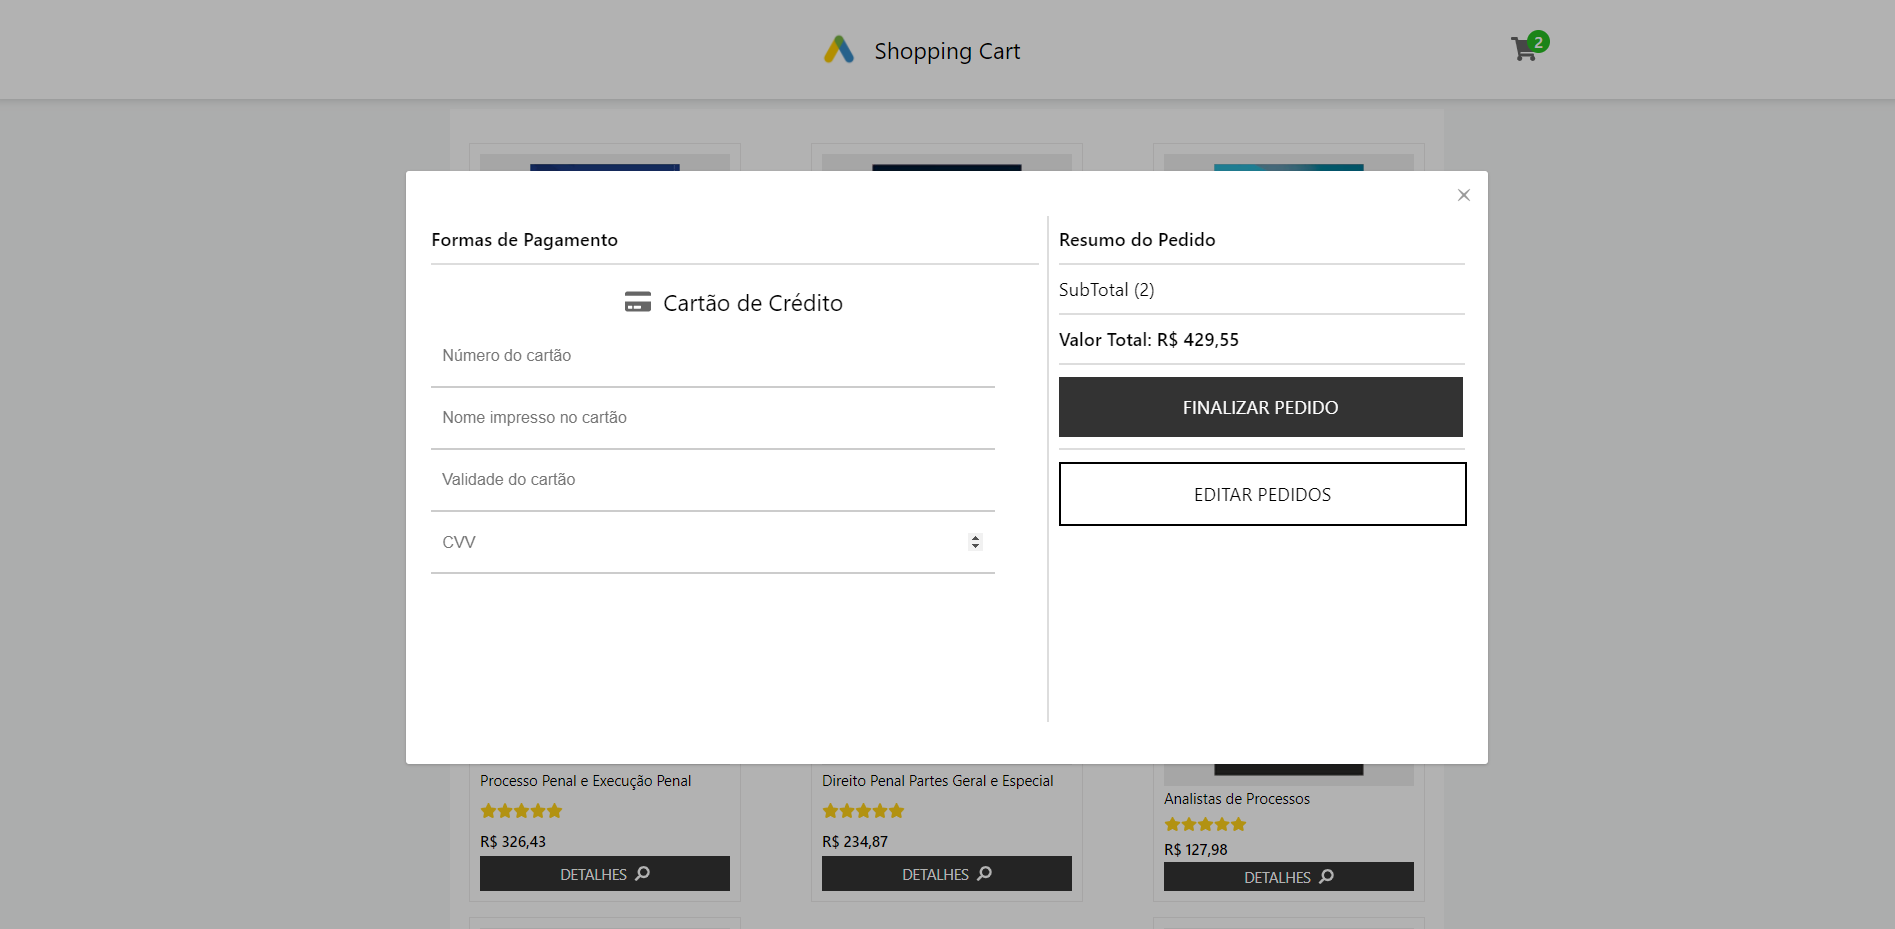 Shopping Cart
2
Formas de Pagamento
Cartão de Crédito
Número do cartão
Nome impresso no cartão
Validade do cartão
CVV
Resumo do Pedido
SubTotal (2)
Valor Total: R$ 429,55
FINALIZAR PEDIDO
EDITAR PEDIDOS
Processo Penal e Execução Penal
R$ 326,43
DETALHES
Direito Penal Partes Geral e Especial
R$ 234,87
DETALHES
Analistas de Processos
R$ 127,98
DETALHES